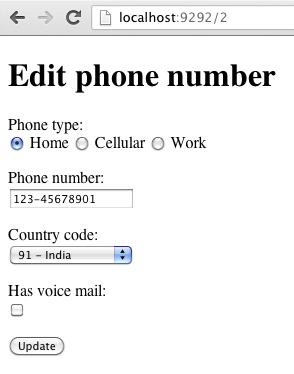 localhost:9292/2
Edit phone number
Phone type:
Home Cellular Work
Phone number:
123-45678901
Country code:
91 - India
Has voice mail:
Update